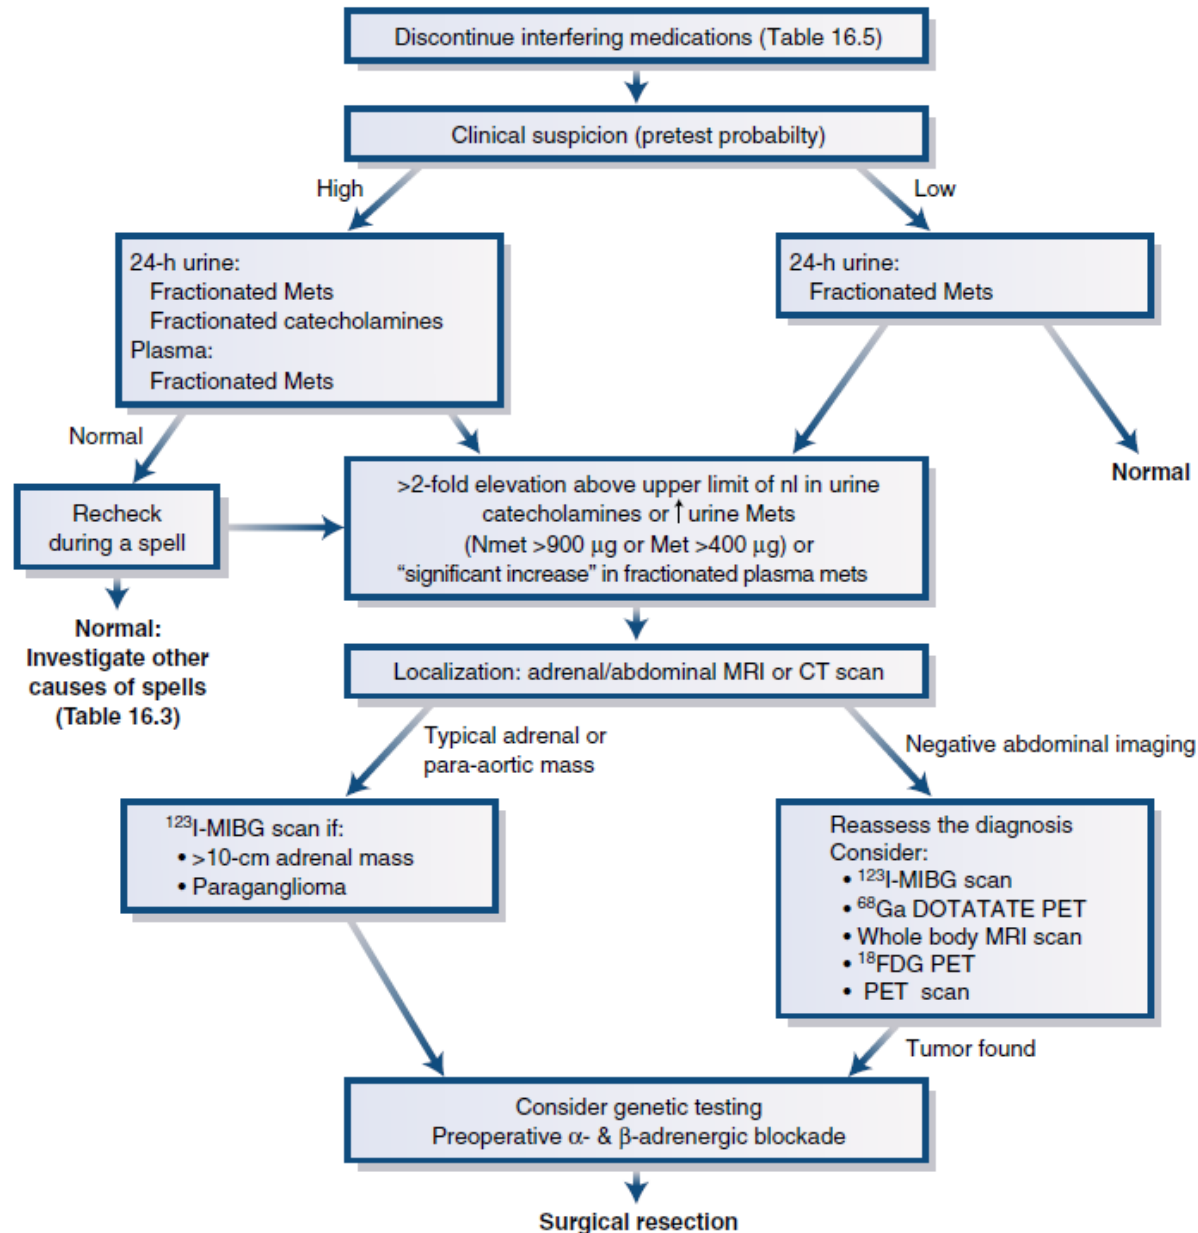 Discontinue interfering medications (Table 16.5)
Clinical suspicion (pretest probabilty)
High
Low
24-h urine:
Fractionated Mets
Fractionated catecholamines
Plasma:
Fractionated Mets
24-h urine:
Fractionated Mets
Normal
Normal
Recheck
during a spell
>2-fold elevation above upper limit of nl in urine
catecholamines or ↑ urine Mets
(Nmet >900 μg or Met >400 μg) or
“significant increase” in fractionated plasma mets
Normal:
Investigate other
causes of spells
(Table 16.3)
Localization: adrenal/abdominal MRI or CT scan
Typical adrenal or
para-aortic mass
Negative abdominal imaging
¹²³I-MIBG scan if:
• >10-cm adrenal mass
• Paraganglioma
Reassess the diagnosis
Consider:
• ¹²³I-MIBG scan
• ⁶⁸Ga DOTATATE PET
• Whole body MRI scan
• ¹⁸FDG PET
• PET scan
Tumor found
Consider genetic testing
Preoperative α- & β-adrenergic blockade
Surgical resection